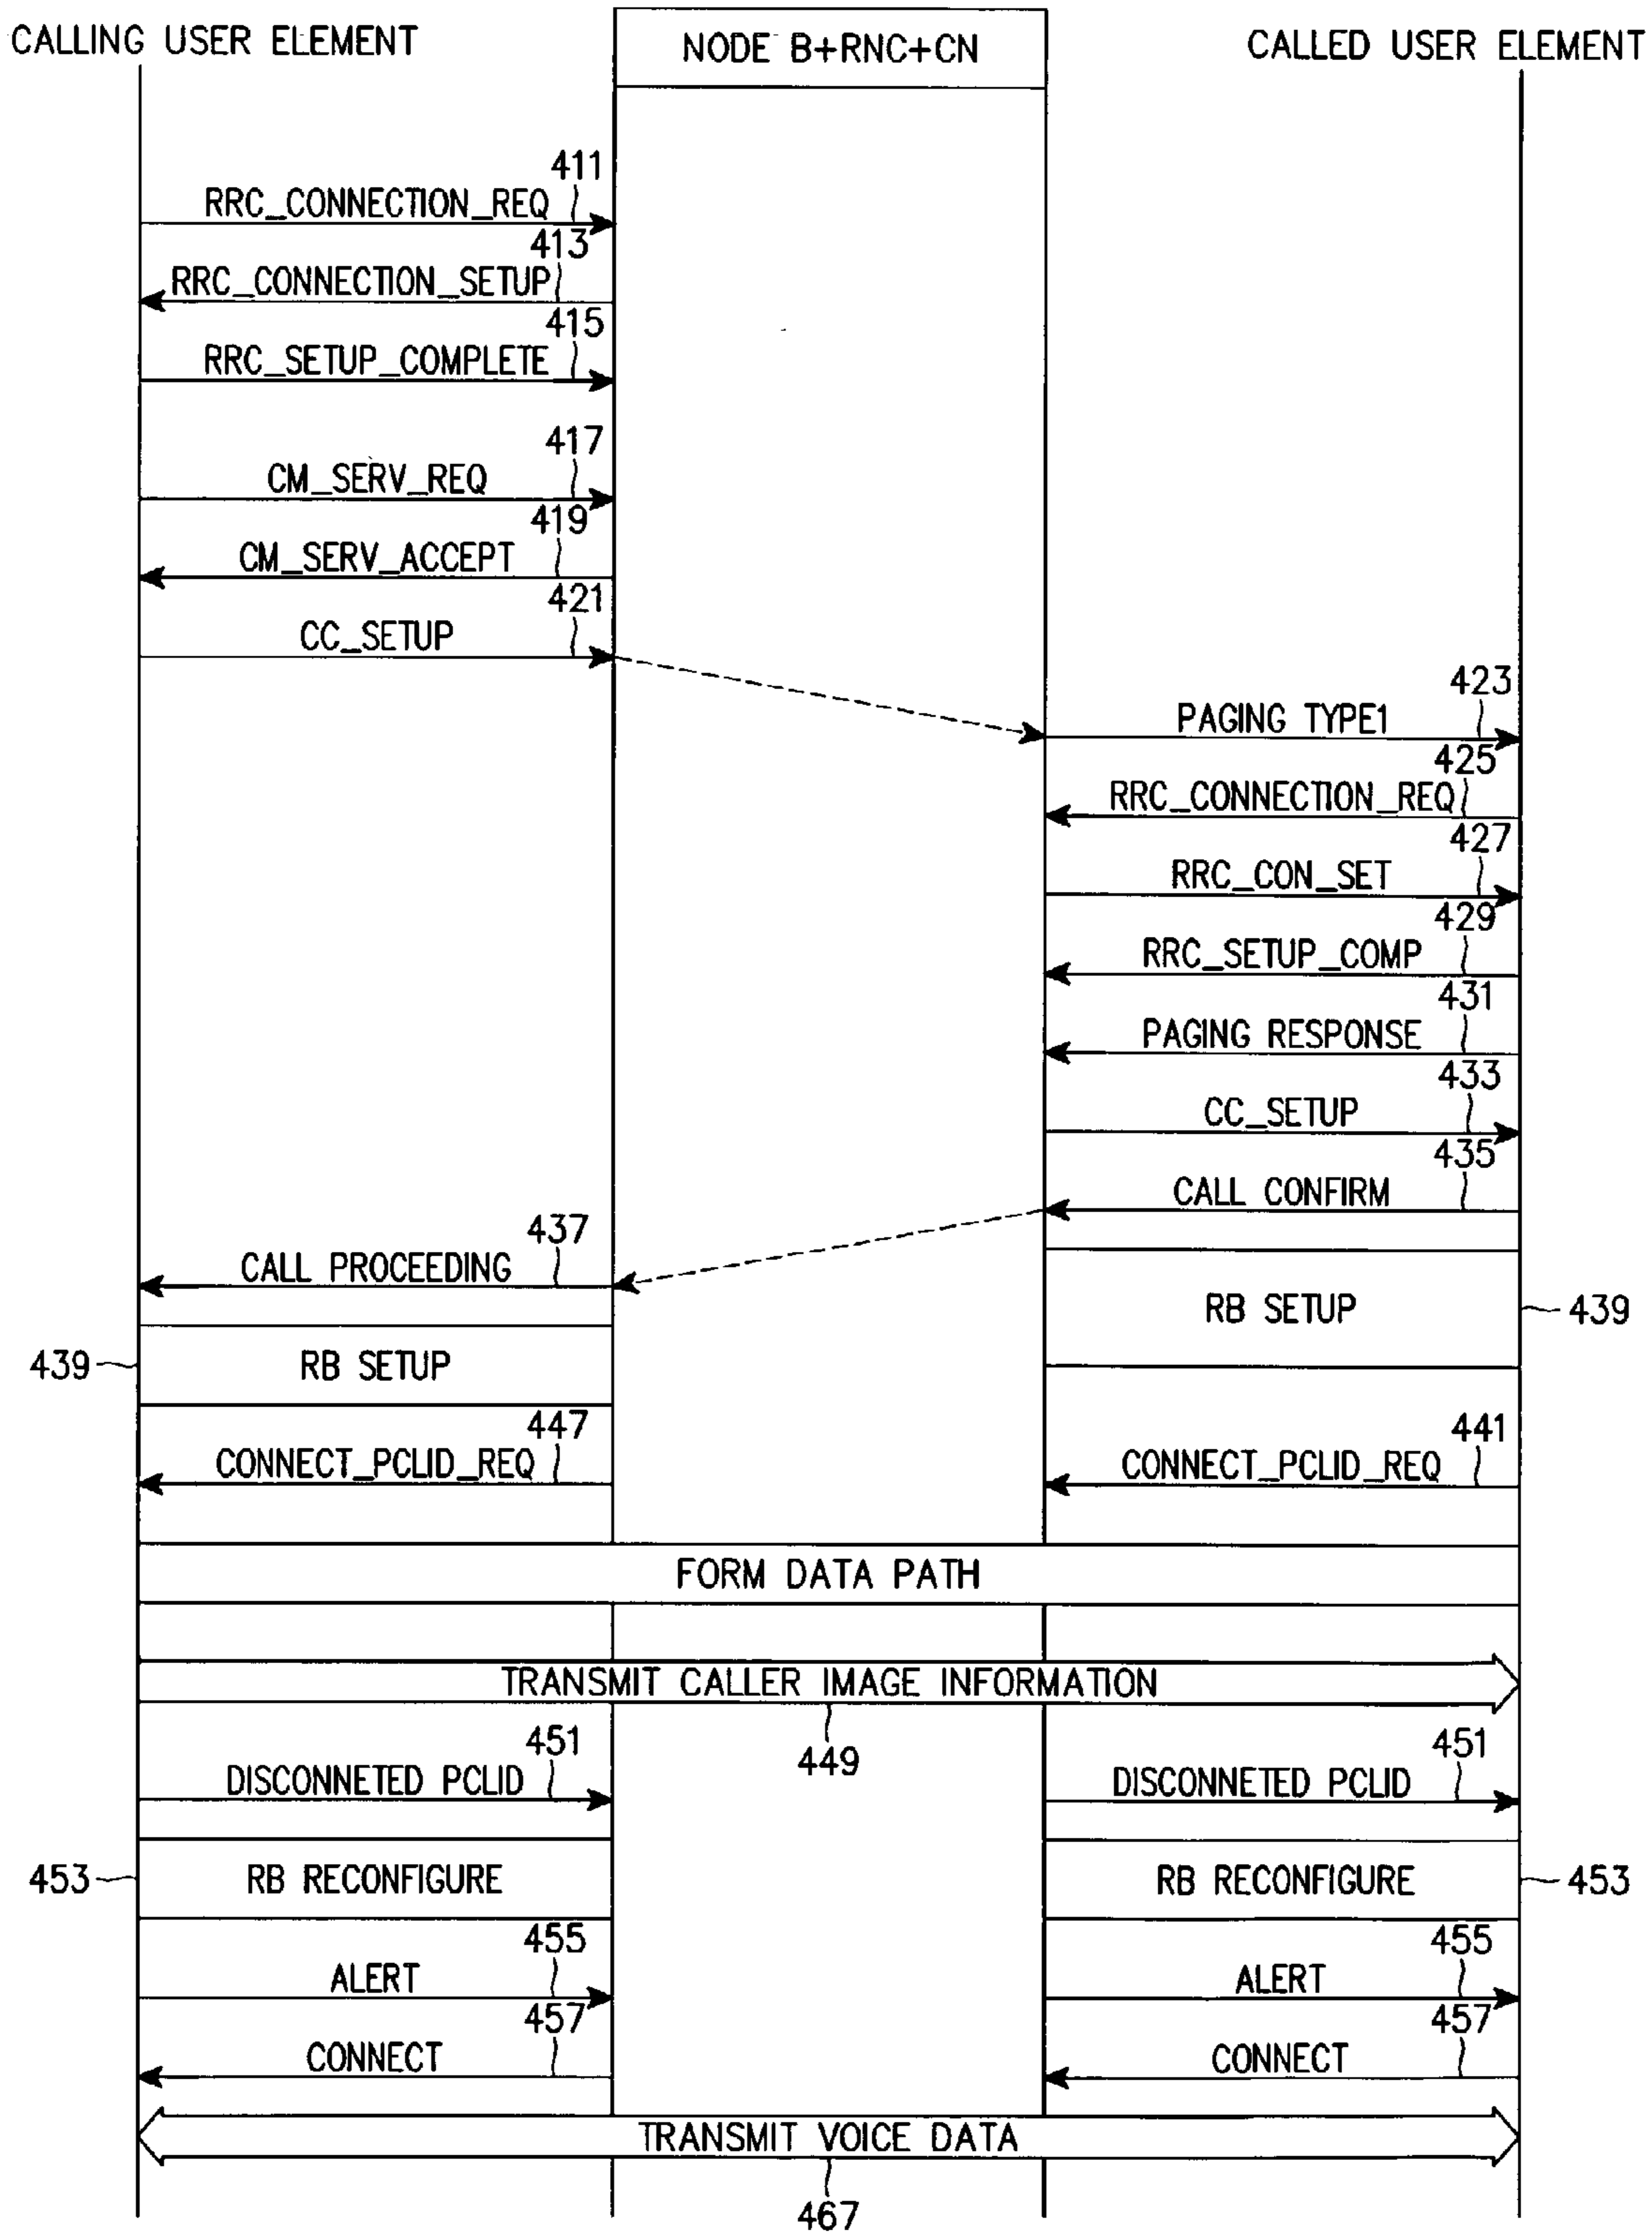 CALLING USER ELEMENT
NODE B+RNC+CN
CALLED USER ELEMENT
411
RRC_CONNECTION_REQ
413
RRC_CONNECTION_SETUP
415
RRC_SETUP_COMPLETE
417
CM_SERV_REQ
419
CM_SERV_ACCEPT
421
CC_SETUP
423
PAGING TYPE1
425
RRC_CONNECTION_REQ
427
RRC_CON_SET
429
RRC_SETUP_COMP
431
PAGING RESPONSE
433
CC_SETUP
435
CALL CONFIRM
437
CALL PROCEEDING
RB SETUP
439
439
RB SETUP
447
CONNECT_PCLID_REQ
441
CONNECT_PCLID_REQ
FORM DATA PATH
TRANSMIT CALLER IMAGE INFORMATION
449
451
DISCONNETED PCLID
451
DISCONNETED PCLID
453
RB RECONFIGURE
RB RECONFIGURE
453
455
ALERT
455
ALERT
457
CONNECT
457
CONNECT
TRANSMIT VOICE DATA
467